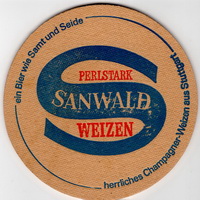 ein Bier wie Samt und Seide
PERLSTARK
SANWALD
WEIZEN
herrliches Champagner-Weizen aus Stuttgart